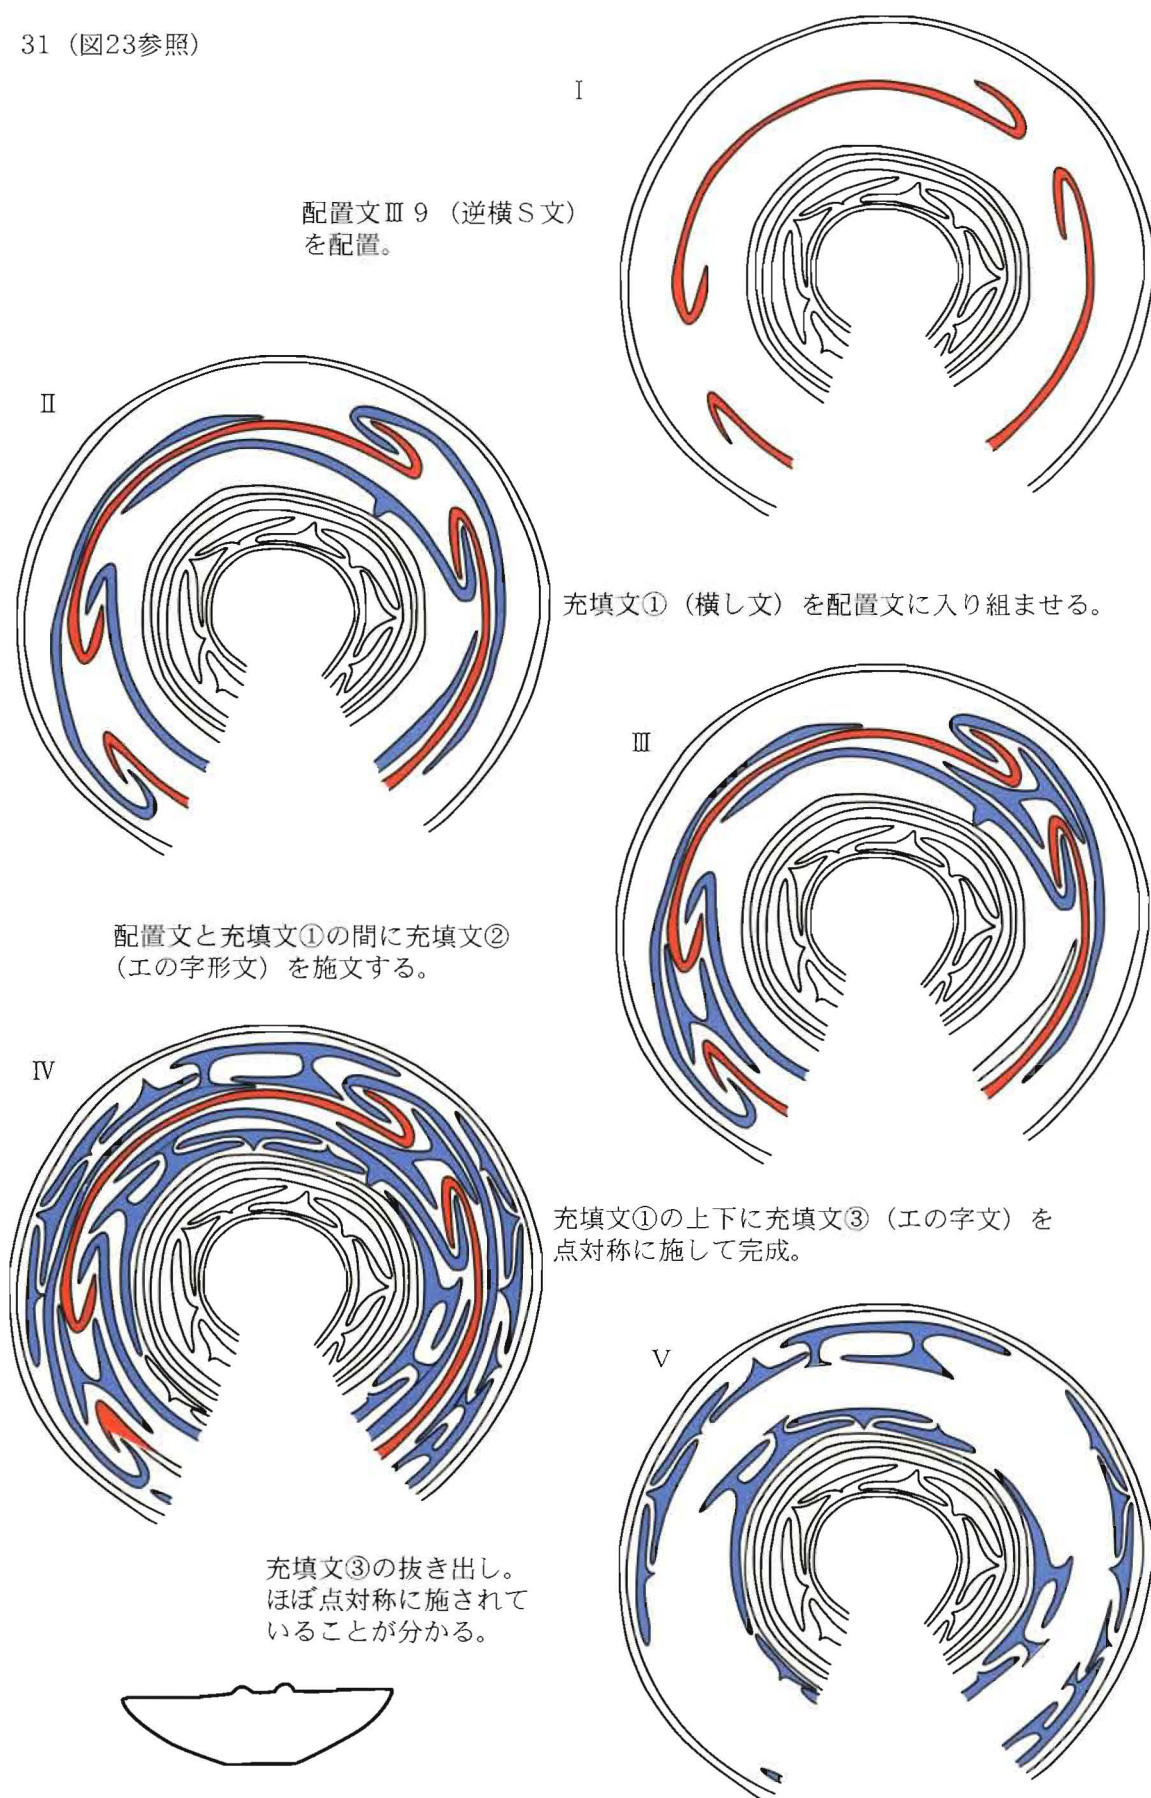 31（図23参照）
Ⅰ
配置文Ⅲ 9 （逆横Ｓ文）
を配置。
Ⅱ
充填文①（横し文）を配置文に入り組ませる。
Ⅲ
配置文と充填文①の間に充填文②
（エの字形文）を施文する。
Ⅳ
充填文①の上下に充填文③（エの字文）を
点対称に施して完成。
Ⅴ
充填文③の抜き出し。
ほぼ点対称に施されて
いることが分かる。